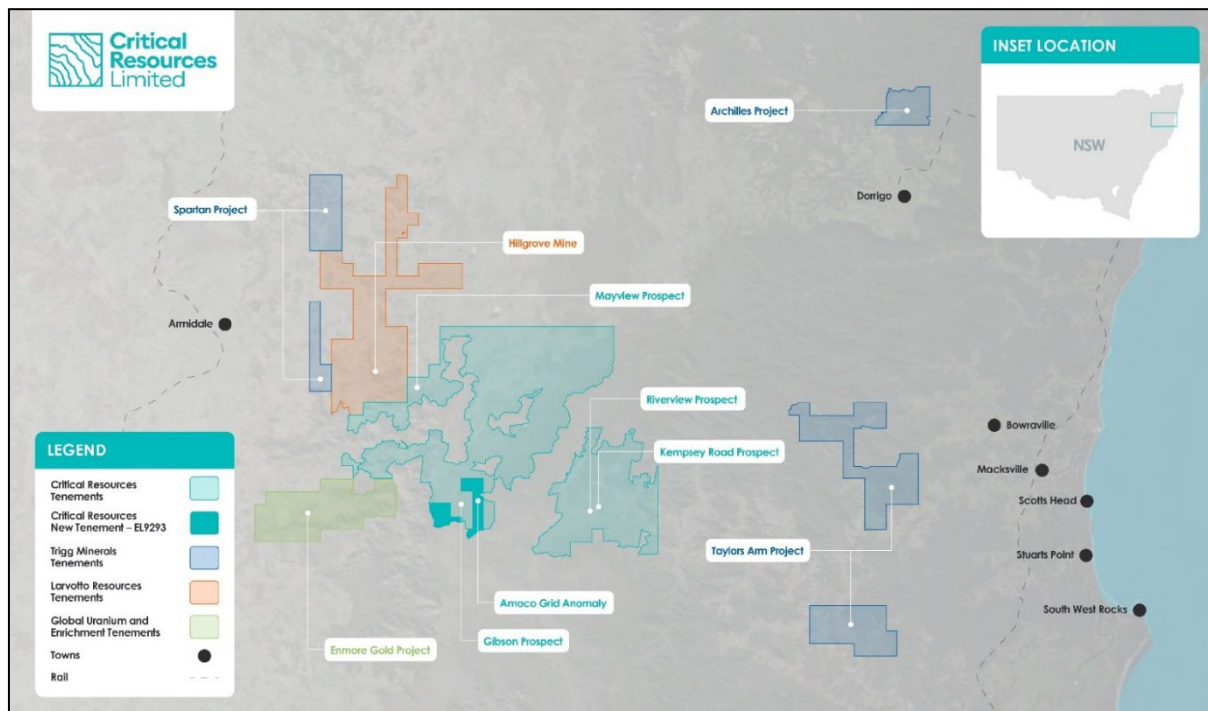 Critical
Resources
Limited
INSET LOCATION
NSW
Archilles Project
Dorrigo
Spartan Project
Hillgrove Mine
Mayview Prospect
Armidale
Riverview Prospect
Kempsey Road Prospect
Bowraville
Macksville
Scotts Head
Stuarts Point
South West Rocks
Taylors Arm Project
Amoco Grid Anomaly
Gibson Prospect
Enmore Gold Project
LEGEND
Critical Resources
Tenements
Critical Resources
New Tenement – EL9293
Trigg Minerals
Tenements
Larvotto Resources
Tenements
Global Uranium and
Enrichment Tenements
Towns
Rail